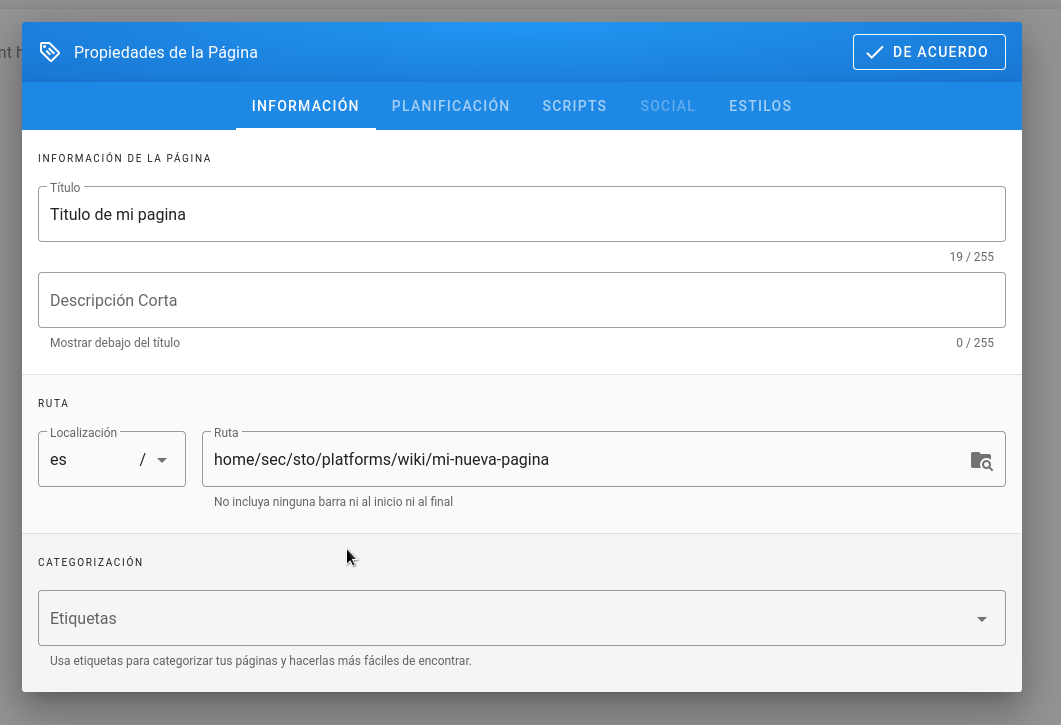 nt h
Propiedades de la Página
DE ACUERDO
INFORMACIÓN PLANIFICACIÓN SCRIPTS SOCIAL ESTILOS
INFORMACIÓN DE LA PÁGINA
Título
Titulo de mi pagina
19 / 255
Descripción Corta
Mostrar debajo del título 0 / 255
RUTA
Localización Ruta
es / home/sec/sto/platforms/wiki/mi-nueva-pagina
No incluya ninguna barra ni al inicio ni al final
CATEGORIZACIÓN
Etiquetas
Usa etiquetas para categorizar tus páginas y hacerlas más fáciles de encontrar.